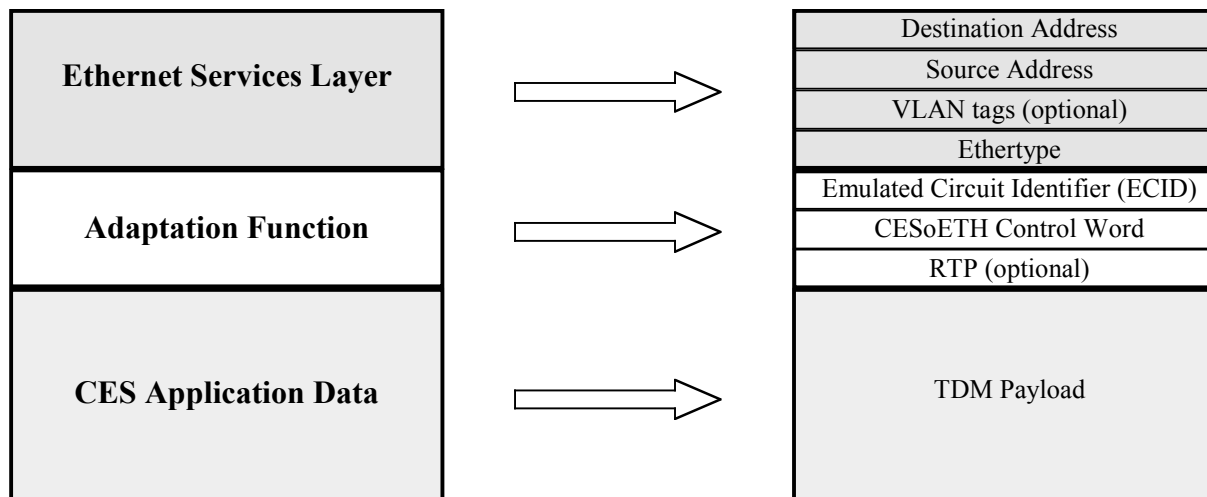 Ethernet Services Layer
Destination Address
Source Address
VLAN tags (optional)
Ethertype
Adaptation Function
Emulated Circuit Identifier (ECID)
CESoETH Control Word
RTP (optional)
CES Application Data
TDM Payload